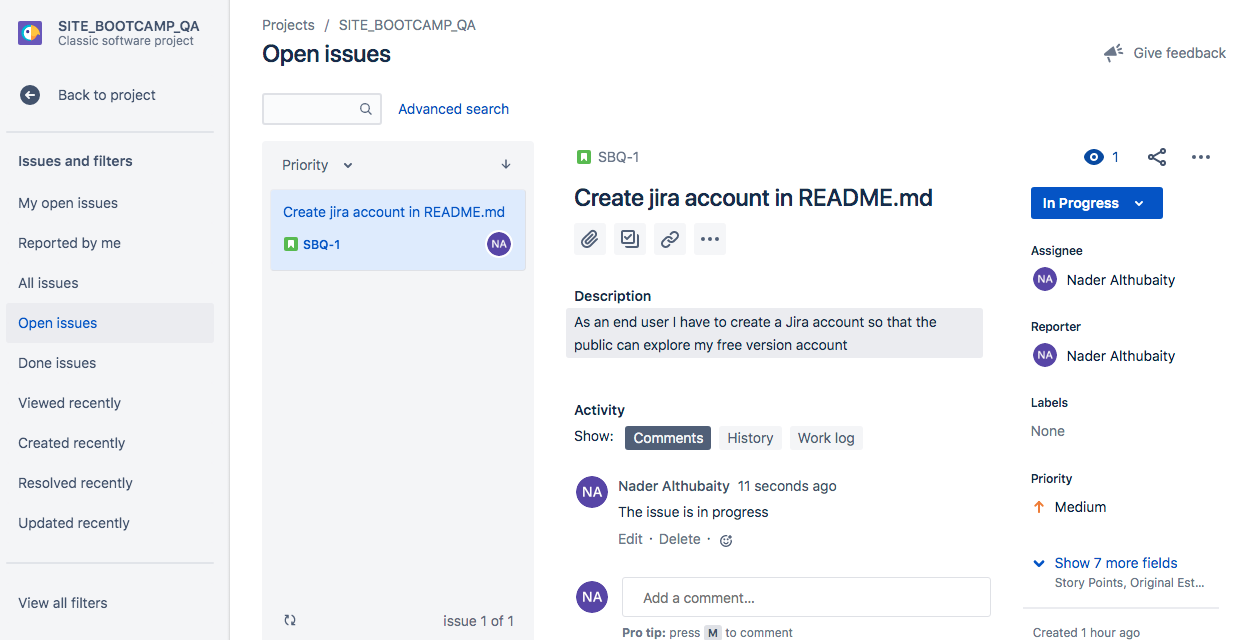 SITE_BOOTCAMP_QA
Classic software project
Back to project
Issues and filters
My open issues
Reported by me
All issues
Open issues
Done issues
Viewed recently
Created recently
Resolved recently
Updated recently
View all filters
Projects / SITE_BOOTCAMP_QA
Open issues
Give feedback
Advanced search
Priority
Create jira account in README.md
SBQ-1
NA
issue 1 of 1
SBQ-1
1
Create jira account in README.md
Description
As an end user I have to create a Jira account so that the
public can explore my free version account
Activity
Show: Comments History Work log
NA
Nader Althubaity 11 seconds ago
The issue is in progress
Edit · Delete ·
NA
Add a comment...
Pro tip: press M to comment
In Progress
Assignee
NA Nader Althubaity
Reporter
NA Nader Althubaity
Labels
None
Priority
Medium
Show 7 more fields
Story Points, Original Est...
Created 1 hour ago